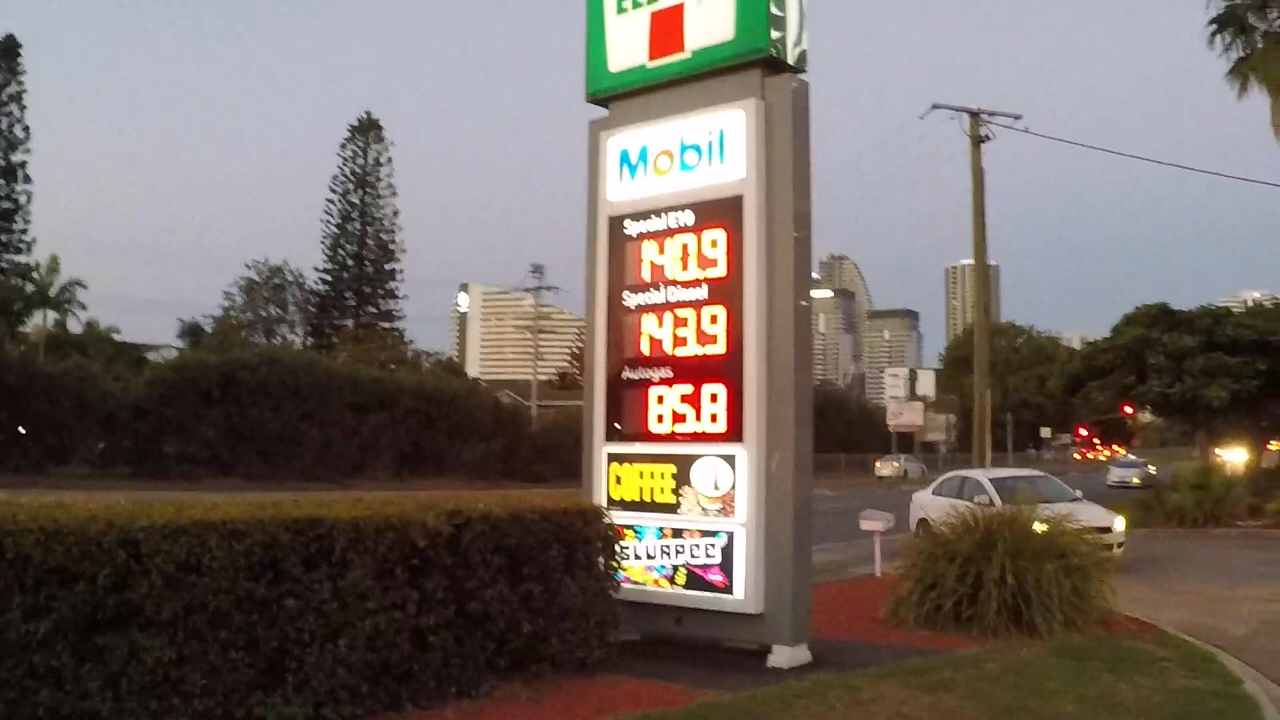 Mobil
Special E10
140.9
Special Diesel
143.9
Autogas
85.8
COFFEE
SLURPEE